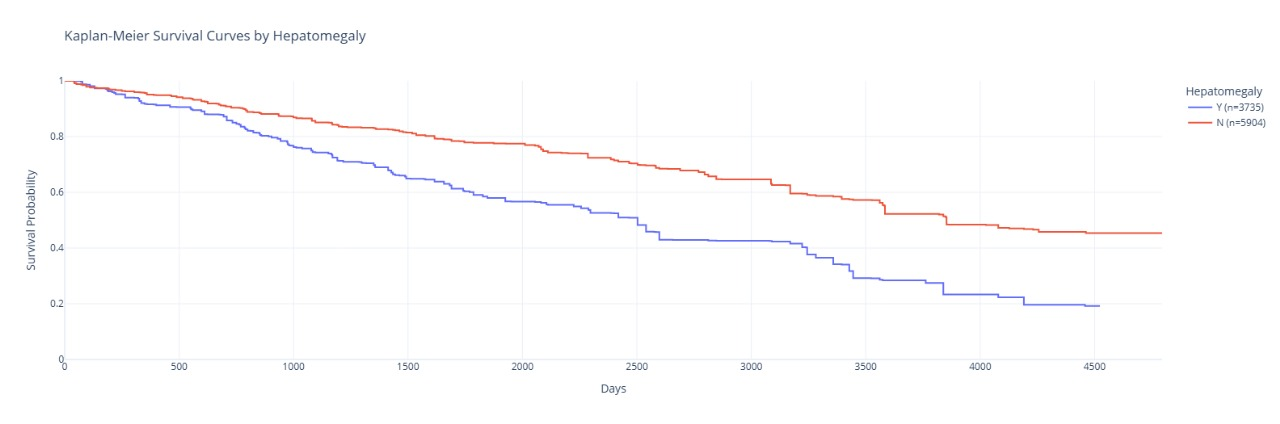 Kaplan-Meier Survival Curves by Hepatomegaly
Hepatomegaly
Y (n=3735)
N (n=5904)
Survival Probability
1
0.8
0.6
0.4
0.2
0
0 500 1000 1500 2000 2500 3000 3500 4000 4500
Days